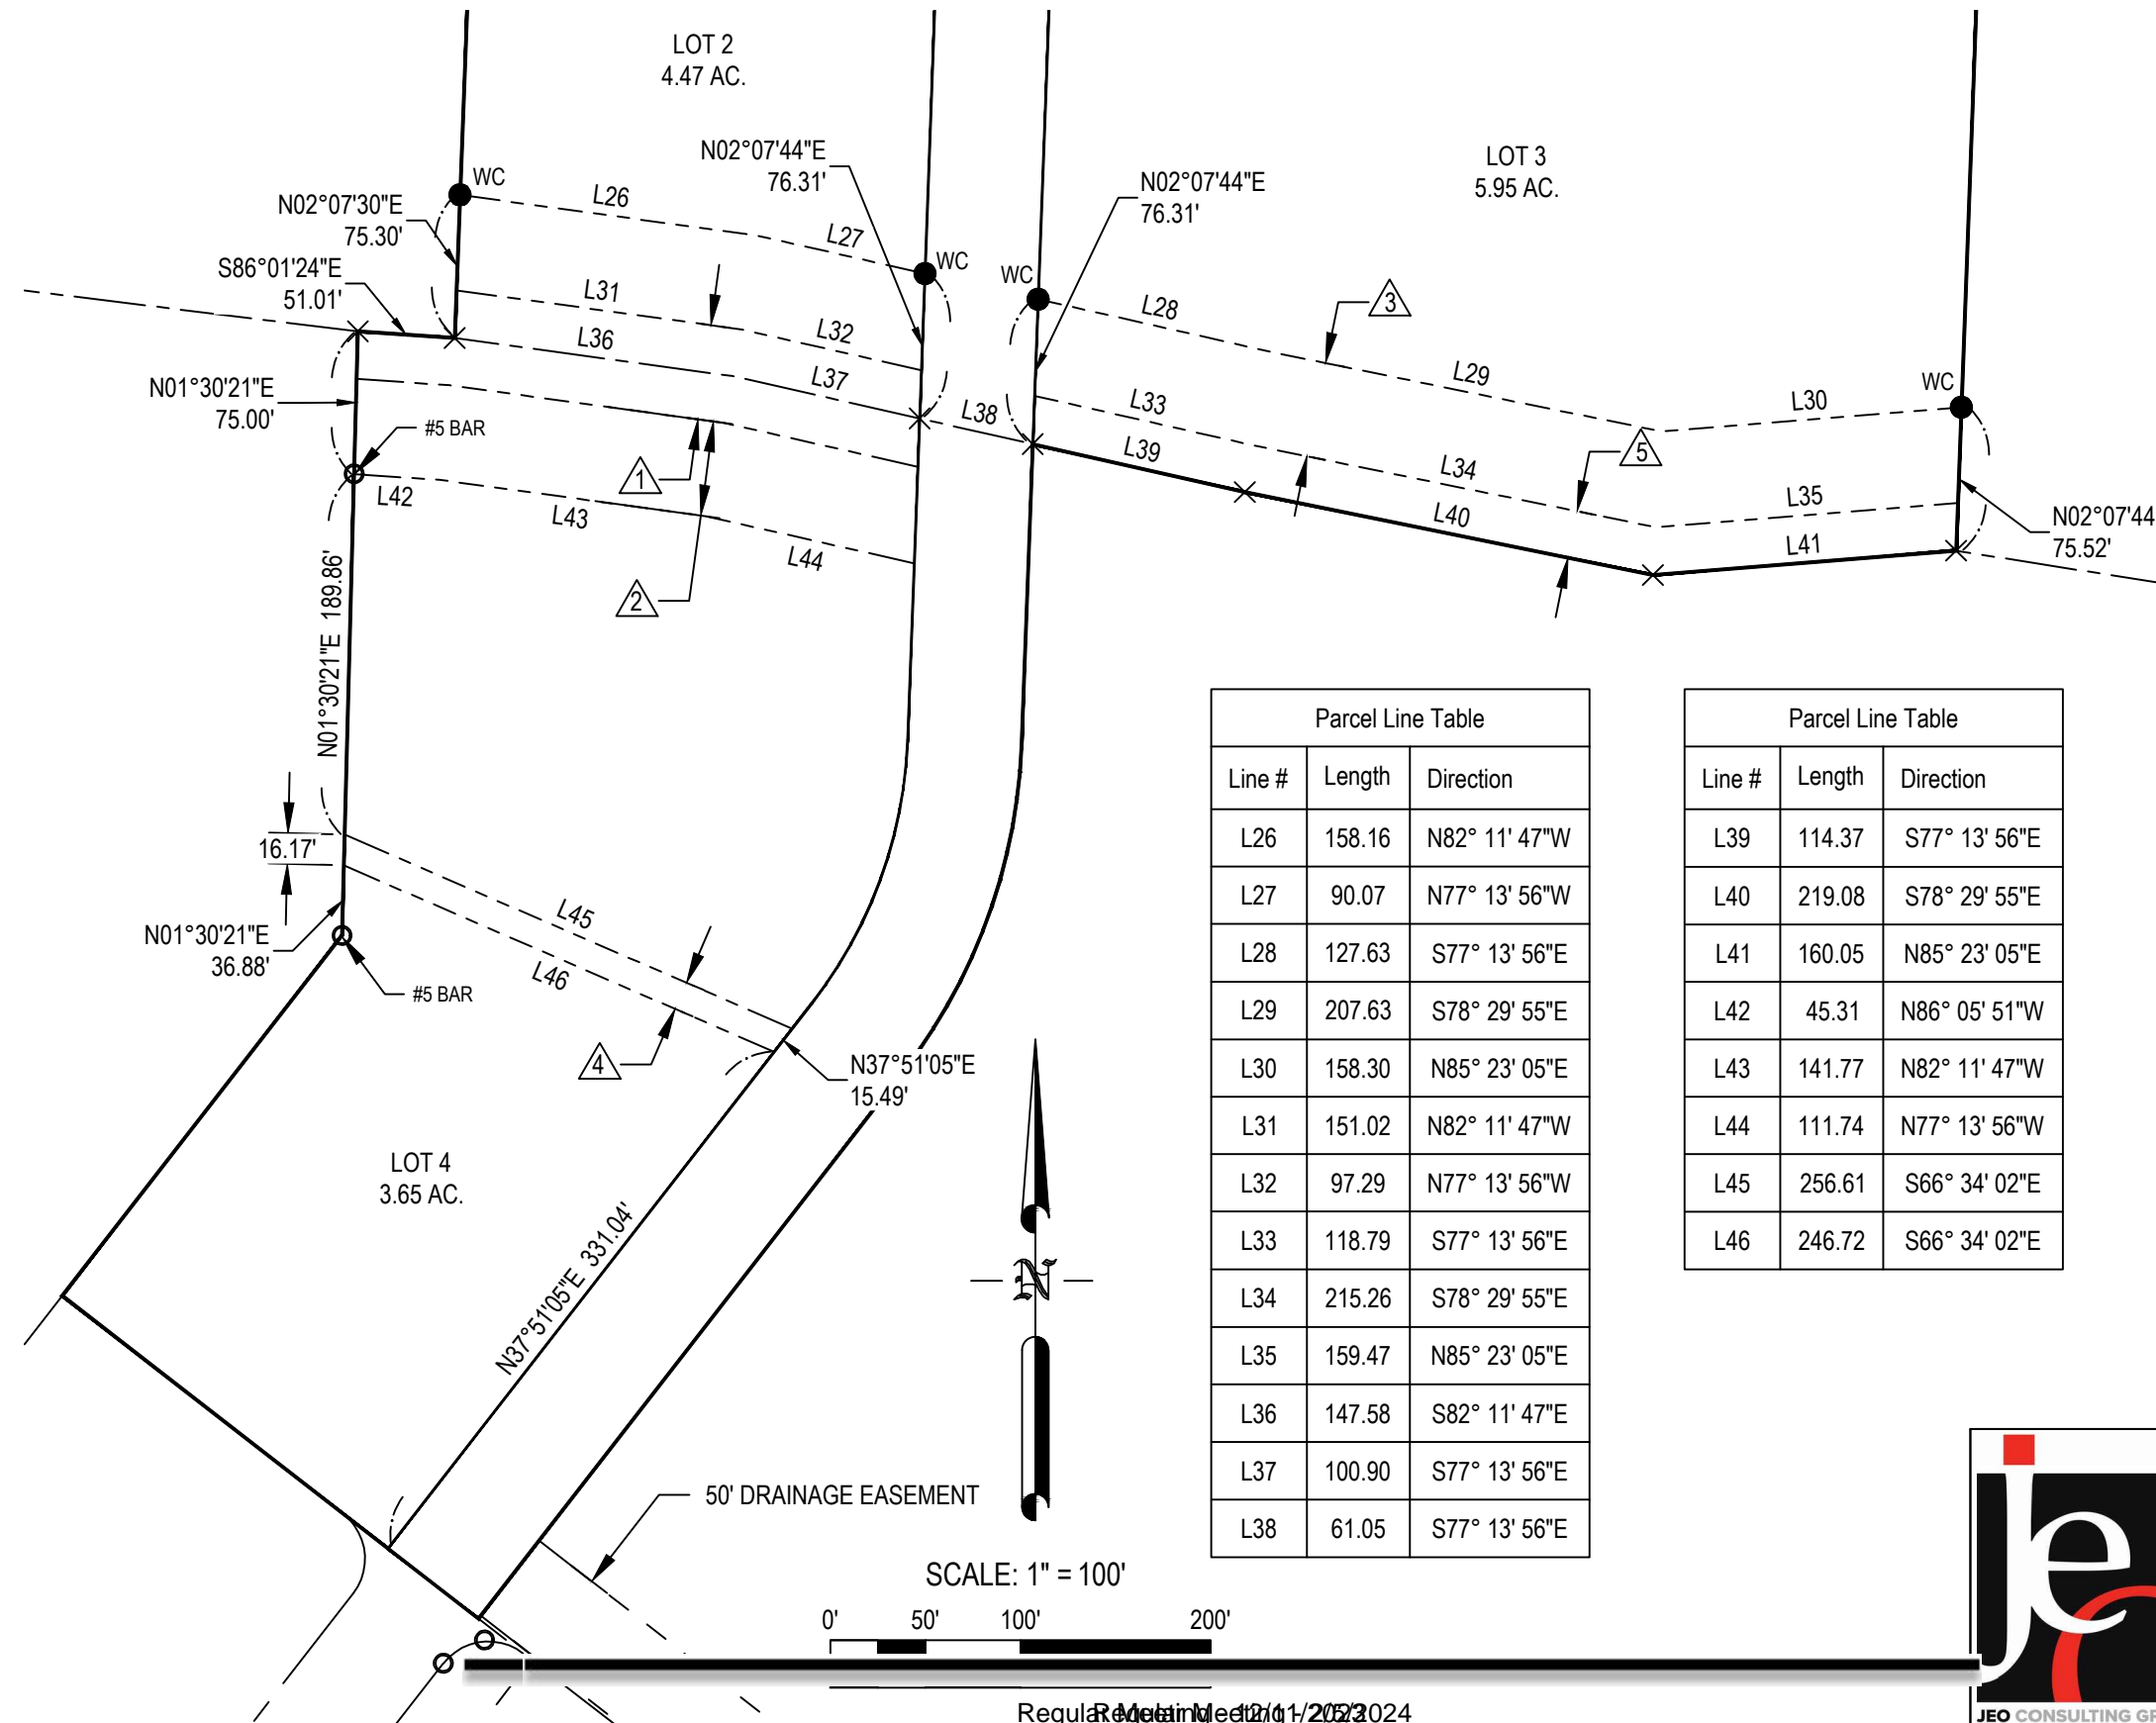 LOT 2
4.47 AC.
N02°07'44"E
76.31'
LOT 3
5.95 AC.
WC
L26
N02°07'44"E
76.31'
N02°07'30"E
75.30'
L27
WC
WC
S86°01'24"E
51.01'
L31
L28
3
L32
L36
L37
L29
WC
N01°30'21"E
75.00'
L33
L30
L38
#5 BAR
L39
5
1
L34
L42
L35
L43
L40
N02°07'44
75.52'
L44
L41
2
N01°30'21"E 189.86'
16.17'
L45
N01°30'21"E
36.88'
L46
#5 BAR
4
N37°51'05"E
15.49'
LOT 4
3.65 AC.
N37°51'05"E 331.04'
N
50' DRAINAGE EASEMENT
SCALE: 1" = 100'
0' 50' 100' 200'
Parcel Line Table
Line # Length Direction
L26 158.16 N82° 11' 47"W
L27 90.07 N77° 13' 56"W
L28 127.63 S77° 13' 56"E
L29 207.63 S78° 29' 55"E
L30 158.30 N85° 23' 05"E
L31 151.02 N82° 11' 47"W
L32 97.29 N77° 13' 56"W
L33 118.79 S77° 13' 56"E
L34 215.26 S78° 29' 55"E
L35 159.47 N85° 23' 05"E
L36 147.58 S82° 11' 47"E
L37 100.90 S77° 13' 56"E
L38 61.05 S77° 13' 56"E
Parcel Line Table
Line # Length Direction
L39 114.37 S77° 13' 56"E
L40 219.08 S78° 29' 55"E
L41 160.05 N85° 23' 05"E
L42 45.31 N86° 05' 51"W
L43 141.77 N82° 11' 47"W
L44 111.74 N77° 13' 56"W
L45 256.61 S66° 34' 02"E
L46 246.72 S66° 34' 02"E
je
JEO CONSULTING